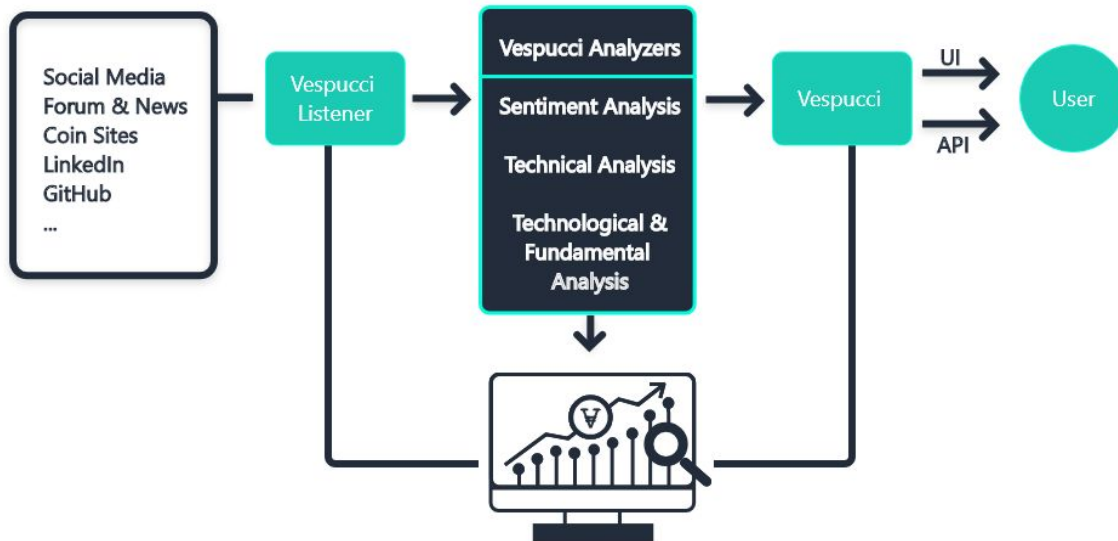 Social Media
Forum & News
Coin Sites
LinkedIn
GitHub
...
Vespucci
Listener
Vespucci Analyzers
Sentiment Analysis
Technical Analysis
Technological &
Fundamental
Analysis
Vespucci
UI
API
User